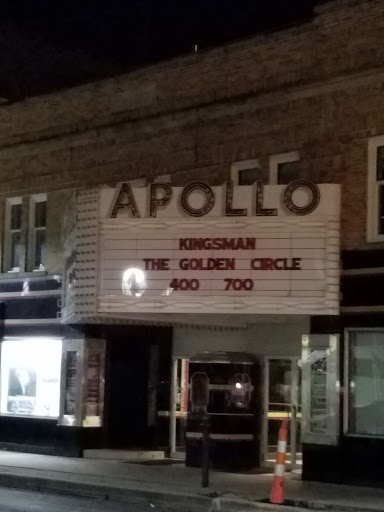 APOLLO
KINGSMAN
THE GOLDEN CIRCLE
400 700